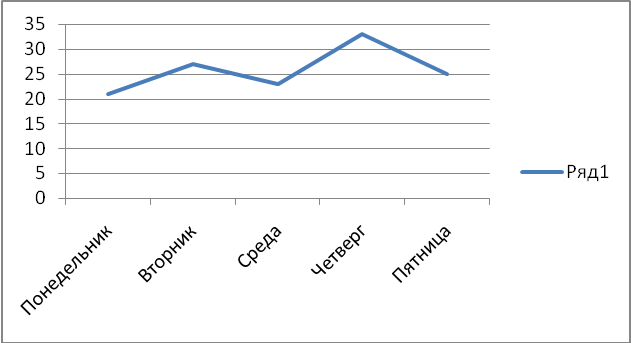 35
30
25
20
15
10
5
0
Понедельник
Вторник
Среда
Четверг
Пятница
Ряд1